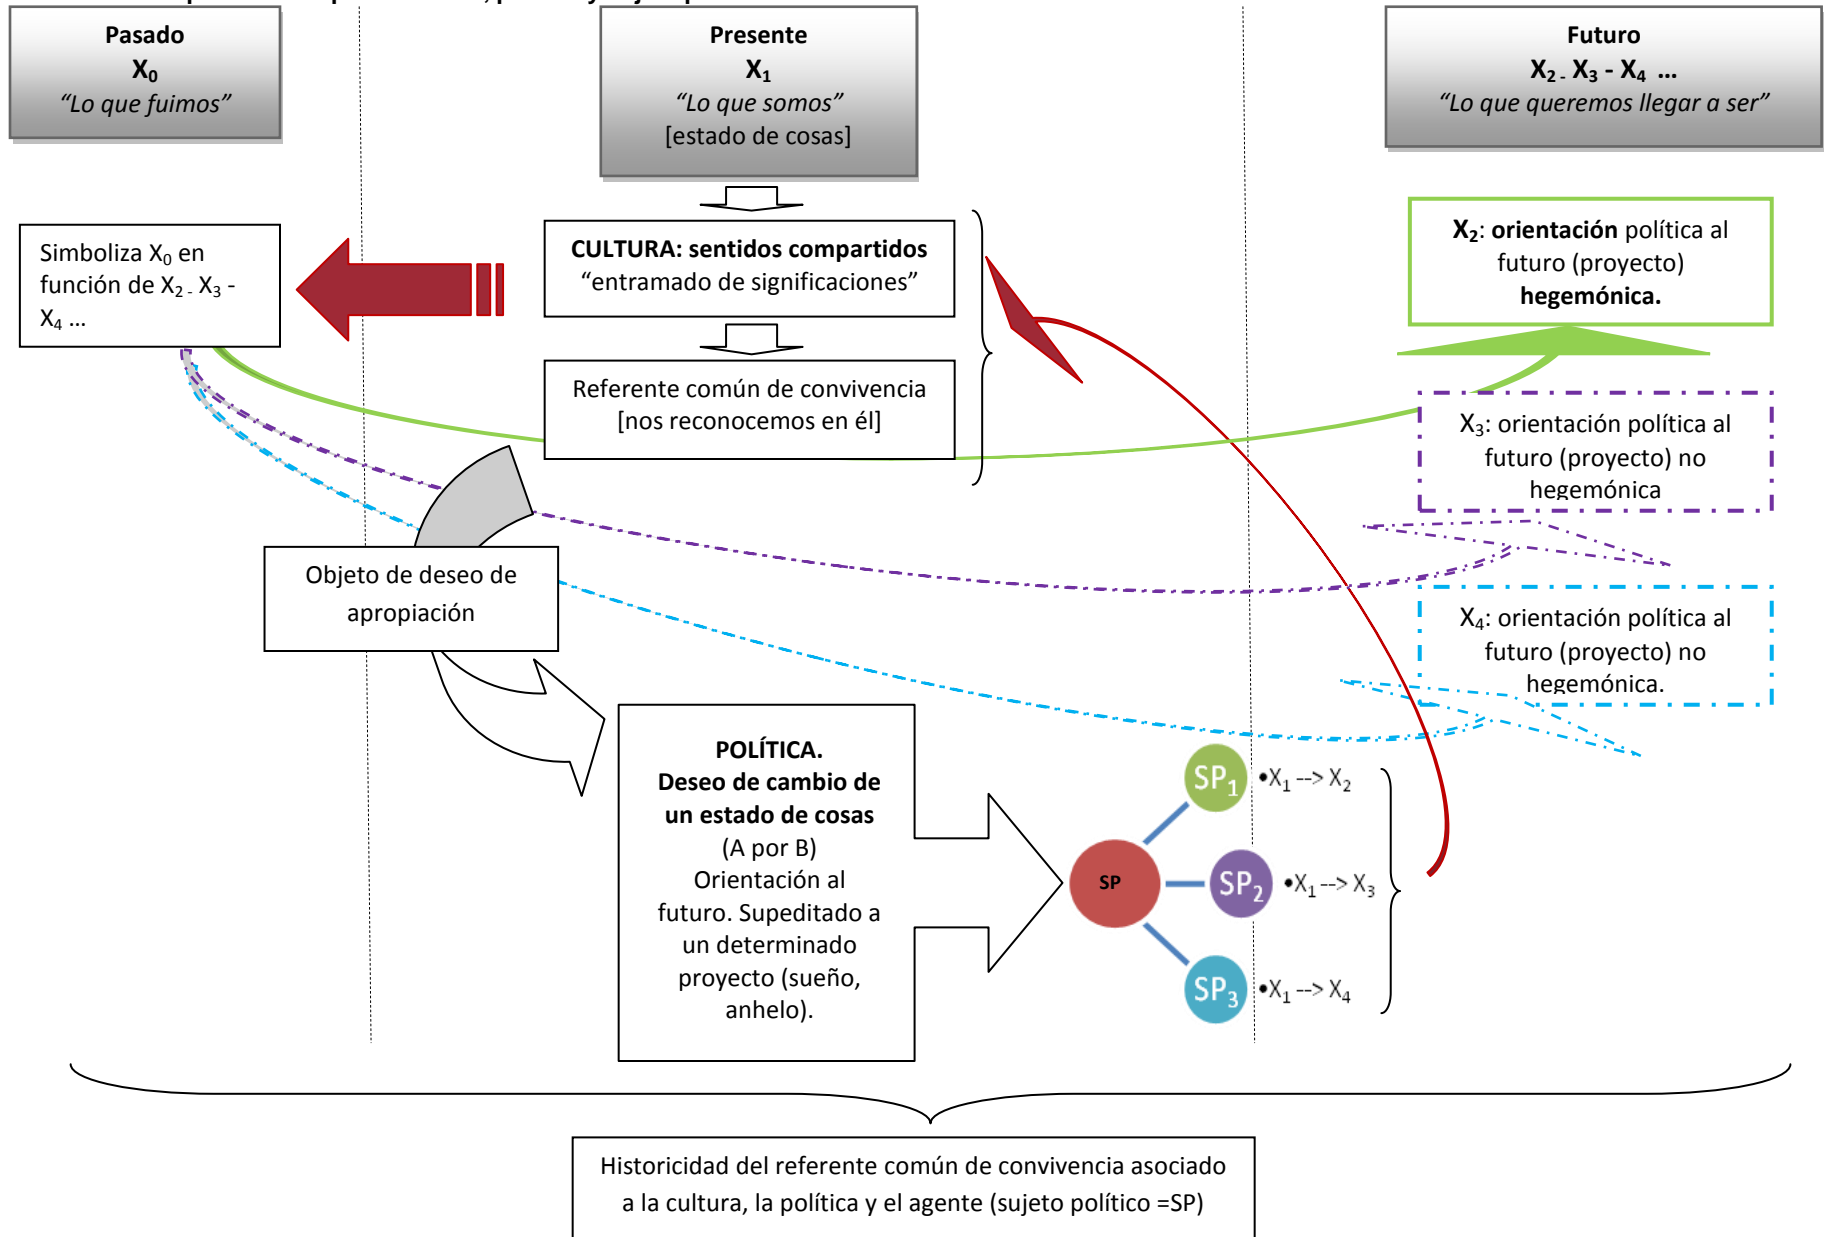 Pasado
X₀
“Lo que fuimos”
Presente
X₁
“Lo que somos”
[estado de cosas]
Futuro
X₂ - X₃ - X₄ ...
“Lo que queremos llegar a ser”
Simboliza X₀ en
función de X₂ - X₃ -
X₄ ...
CULTURA: sentidos compartidos
“entramado de significaciones”
Referente común de convivencia
[nos reconocemos en él]
X₂: orientación política al
futuro (proyecto)
hegemónica.
X₃: orientación política al
futuro (proyecto) no
hegemónica
X₄: orientación política al
futuro (proyecto) no
hegemónica.
Objeto de deseo de
apropiación
POLÍTICA.
Deseo de cambio de
un estado de cosas
(A por B)
Orientación al
futuro. Supeditado a
un determinado
proyecto (sueño,
anhelo).
SP
SP₁ •X₁ --> X₂
SP₂ •X₁ --> X₃
SP₃ •X₁ --> X₄
Historicidad del referente común de convivencia asociado
a la cultura, la política y el agente (sujeto político =SP)